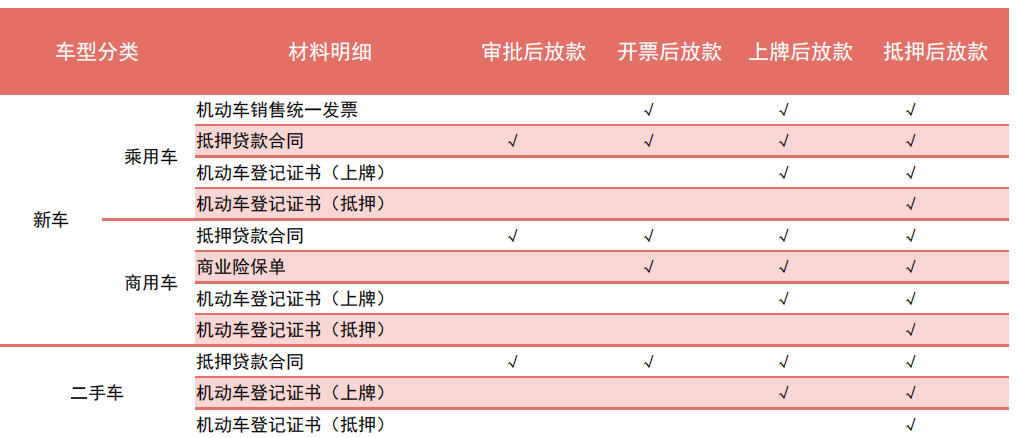 车型分类 材料明细 审批后放款 开票后放款 上牌后放款 抵押后放款
新车 乘用车 机动车销售统一发票 √ √ √
抵押贷款合同 √ √ √ √
机动车登记证书（上牌） √ √
机动车登记证书（抵押） √
商用车 抵押贷款合同 √ √ √ √
商业险保单 √ √ √
机动车登记证书（上牌） √ √
机动车登记证书（抵押） √
二手车 抵押贷款合同 √ √ √ √
机动车登记证书（上牌） √ √
机动车登记证书（抵押） √